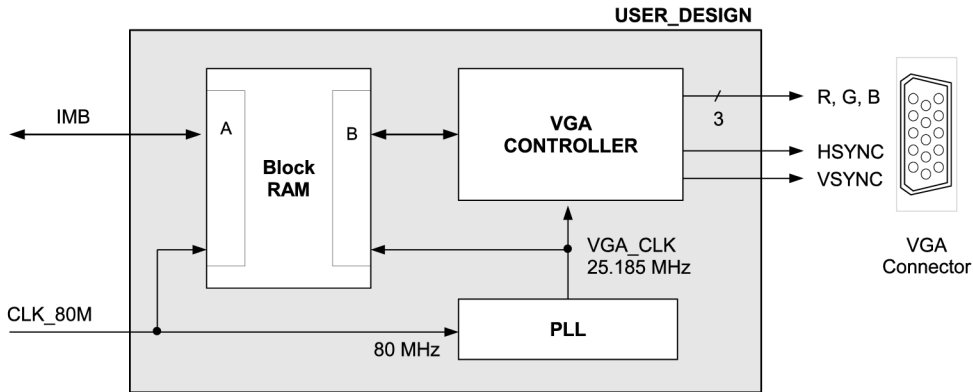 USER_DESIGN
IMB
A
Block
RAM
B
VGA
CONTROLLER
/
3
R, G, B
HSYNC
VSYNC
VGA
Connector
VGA_CLK
25.185 MHz
CLK_80M
80 MHz
PLL